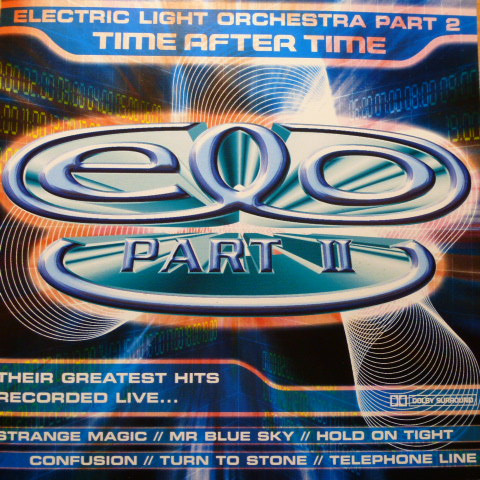 ELECTRIC LIGHT ORCHESTRA PART 2
TIME AFTER TIME
elo
PART II
THEIR GREATEST HITS
RECORDED LIVE...
DOLBY SURROUND
STRANGE MAGIC // MR BLUE SKY // HOLD ON TIGHT
CONFUSION // TURN TO STONE // TELEPHONE LINE